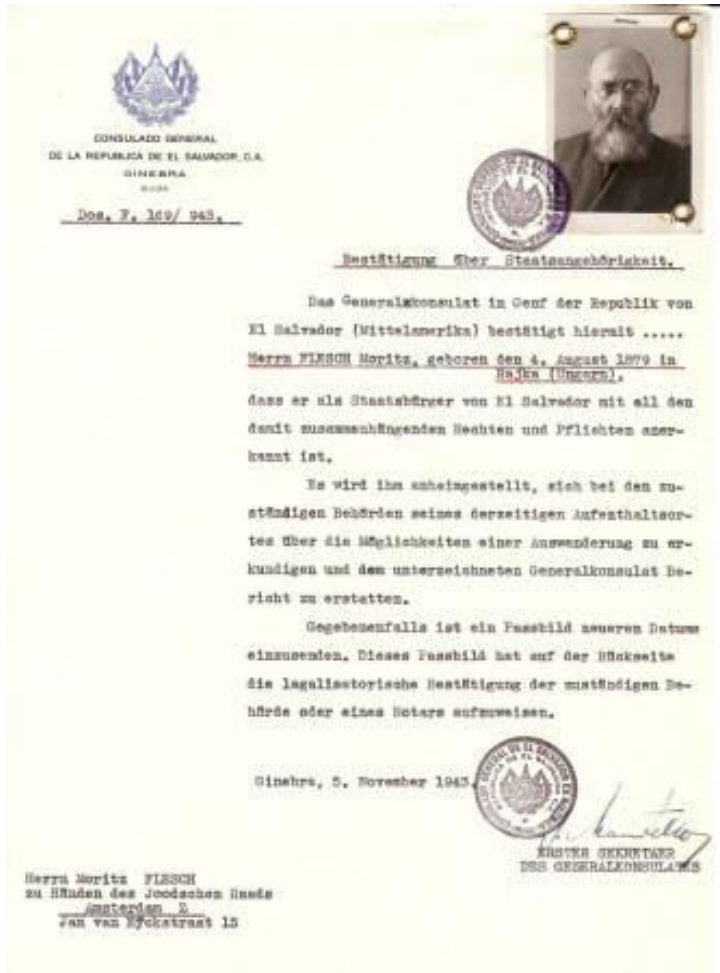 CONSULADO GENERAL
DE LA REPUBLICA DE EL SALVADOR, C.A.
GINEBRA
Dos. F. 169/ 943.
Bestätigung über Staatsangehörigkeit.
Das Generalkonsulat in Genf der Republik von
El Salvador (Mittelamerika) bestätigt hiermit .....
Herrn FLESCH Moritz, geboren den 4. August 1879 in
Rajka (Ungarn),
dass er als Staatsbürger von El Salvador mit all den
damit zusammenhängenden Rechten und Pflichten aner-
kannt ist.
Es wird ihm anheimgestellt, sich bei den zu-
ständigen Behörden seines derzeitigen Aufenthaltsor-
tes über die Möglichkeiten einer Auswanderung zu er-
kundigen und dem unterzeichneten Generalkonsulat Be-
richt zu erstatten.
Gegebenenfalls ist ein Passbild neueren Datums
einzusenden. Dieses Passbild hat auf der Rückseite
die lagalisatorische Bestätigung der zuständigen Be-
hörde oder eines Notars aufzuweisen.
Ginebra, 5. November 1943.
ERSTER SEKRETAER
DES GENERALKONSULATES
Herrn Moritz FLESCH
zu Händen des Joodschen Raads
Amsterdam Z
Jan van Eyckstraat 15